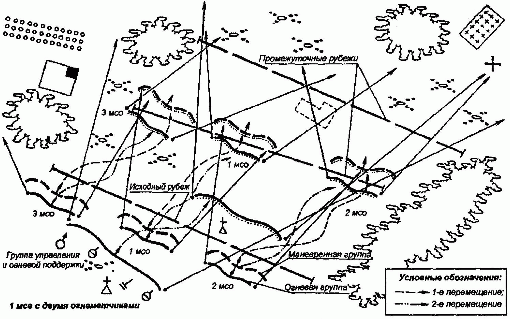 Промежуточные рубежи
3 мсо
1 мсо
Исходный рубеж
2 мсо
3 мсо
Маневренная группа
Группа управления
и огневой поддержки
1 мсо
2 мсо
Огневая группа
1 мсв с двумя огнеметчиками
Условные обозначения:
1-е перемещение;
2-е перемещение